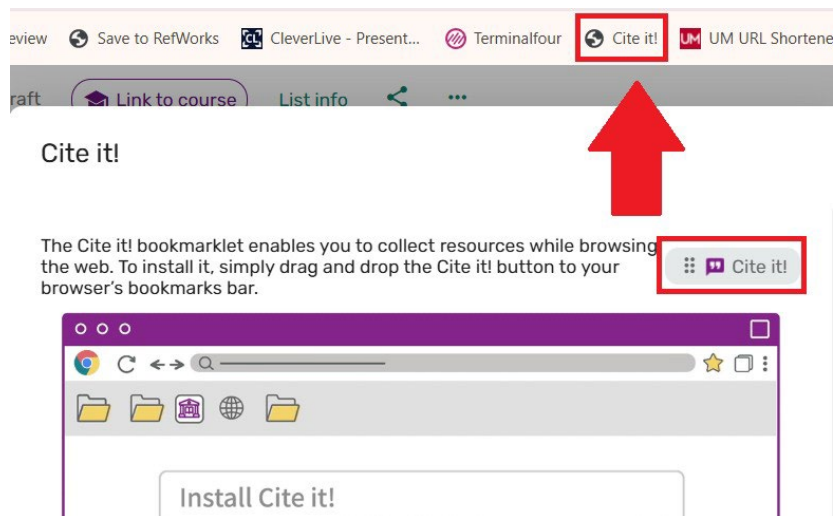 eview Save to RefWorks CL CleverLive - Present... Terminalfour Cite it! UM UM URL Shortene
raft Link to course List info
Cite it!
The Cite it! bookmarklet enables you to collect resources while browsing
the web. To install it, simply drag and drop the Cite it! button to your
browser's bookmarks bar.
Cite it!
Install Cite it!